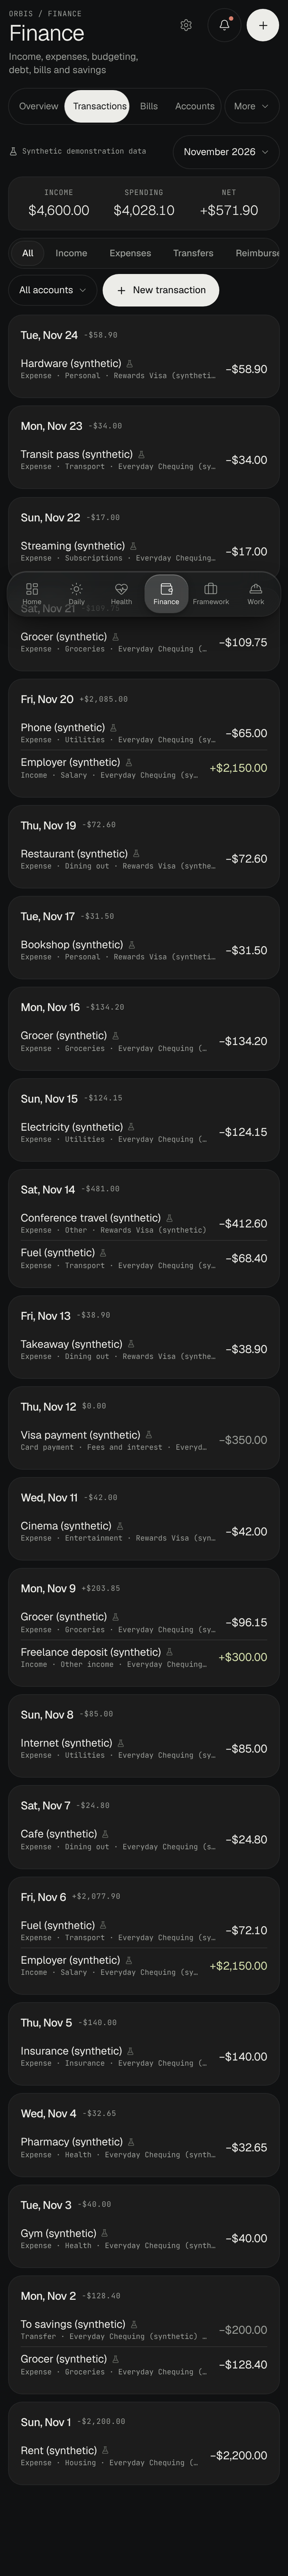 ORBIS / FINANCE
Finance
Income, expenses, budgeting,
debt, bills and savings
Overview Transactions Bills Accounts More
Synthetic demonstration data November 2026
INCOME SPENDING NET
$4,600.00 $4,028.10 +$571.90
All Income Expenses Transfers Reimburse
All accounts New transaction
Tue, Nov 24 -$58.90
Hardware (synthetic)
Expense · Personal · Rewards Visa (syntheti…
−$58.90
Mon, Nov 23 -$34.00
Transit pass (synthetic)
Expense · Transport · Everyday Chequing (sy…
−$34.00
Sun, Nov 22 -$17.00
Streaming (synthetic)
Expense · Subscriptions · Everyday Chequing…
−$17.00
Home Daily Health Finance Framework Work
Sat, Nov 21 -$109.75
Grocer (synthetic)
Expense · Groceries · Everyday Chequing (…
−$109.75
Fri, Nov 20 +$2,085.00
Phone (synthetic)
Expense · Utilities · Everyday Chequing (sy…
−$65.00
Employer (synthetic)
Income · Salary · Everyday Chequing (sy…
+$2,150.00
Thu, Nov 19 -$72.60
Restaurant (synthetic)
Expense · Dining out · Rewards Visa (synthe…
−$72.60
Tue, Nov 17 -$31.50
Bookshop (synthetic)
Expense · Personal · Rewards Visa (syntheti…
−$31.50
Mon, Nov 16 -$134.20
Grocer (synthetic)
Expense · Groceries · Everyday Chequing (…
−$134.20
Sun, Nov 15 -$124.15
Electricity (synthetic)
Expense · Utilities · Everyday Chequing (…
−$124.15
Sat, Nov 14 -$481.00
Conference travel (synthetic)
Expense · Other · Rewards Visa (synthetic)
−$412.60
Fuel (synthetic)
Expense · Transport · Everyday Chequing (sy…
−$68.40
Fri, Nov 13 -$38.90
Takeaway (synthetic)
Expense · Dining out · Rewards Visa (synthe…
−$38.90
Thu, Nov 12 $0.00
Visa payment (synthetic)
Card payment · Fees and interest · Everyd…
−$350.00
Wed, Nov 11 -$42.00
Cinema (synthetic)
Expense · Entertainment · Rewards Visa (syn…
−$42.00
Mon, Nov 9 +$203.85
Grocer (synthetic)
Expense · Groceries · Everyday Chequing (sy…
−$96.15
Freelance deposit (synthetic)
Income · Other income · Everyday Chequing…
+$300.00
Sun, Nov 8 -$85.00
Internet (synthetic)
Expense · Utilities · Everyday Chequing (sy…
−$85.00
Sat, Nov 7 -$24.80
Cafe (synthetic)
Expense · Dining out · Everyday Chequing (s…
−$24.80
Fri, Nov 6 +$2,077.90
Fuel (synthetic)
Expense · Transport · Everyday Chequing (sy…
−$72.10
Employer (synthetic)
Income · Salary · Everyday Chequing (sy…
+$2,150.00
Thu, Nov 5 -$140.00
Insurance (synthetic)
Expense · Insurance · Everyday Chequing (…
−$140.00
Wed, Nov 4 -$32.65
Pharmacy (synthetic)
Expense · Health · Everyday Chequing (synth…
−$32.65
Tue, Nov 3 -$40.00
Gym (synthetic)
Expense · Health · Everyday Chequing (synth…
−$40.00
Mon, Nov 2 -$128.40
To savings (synthetic)
Transfer · Everyday Chequing (synthetic) …
−$200.00
Grocer (synthetic)
Expense · Groceries · Everyday Chequing (…
−$128.40
Sun, Nov 1 -$2,200.00
Rent (synthetic)
Expense · Housing · Everyday Chequing (…
−$2,200.00